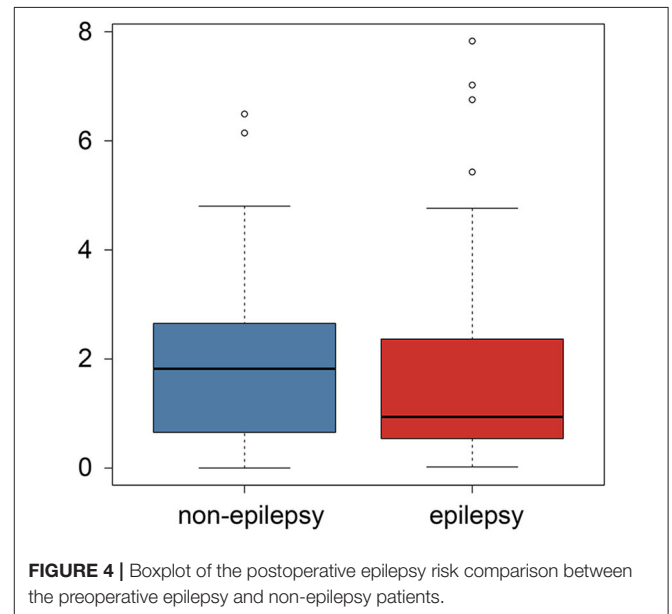 8
6
4
2
0
non-epilepsy epilepsy
FIGURE 4 | Boxplot of the postoperative epilepsy risk comparison between
the preoperative epilepsy and non-epilepsy patients.